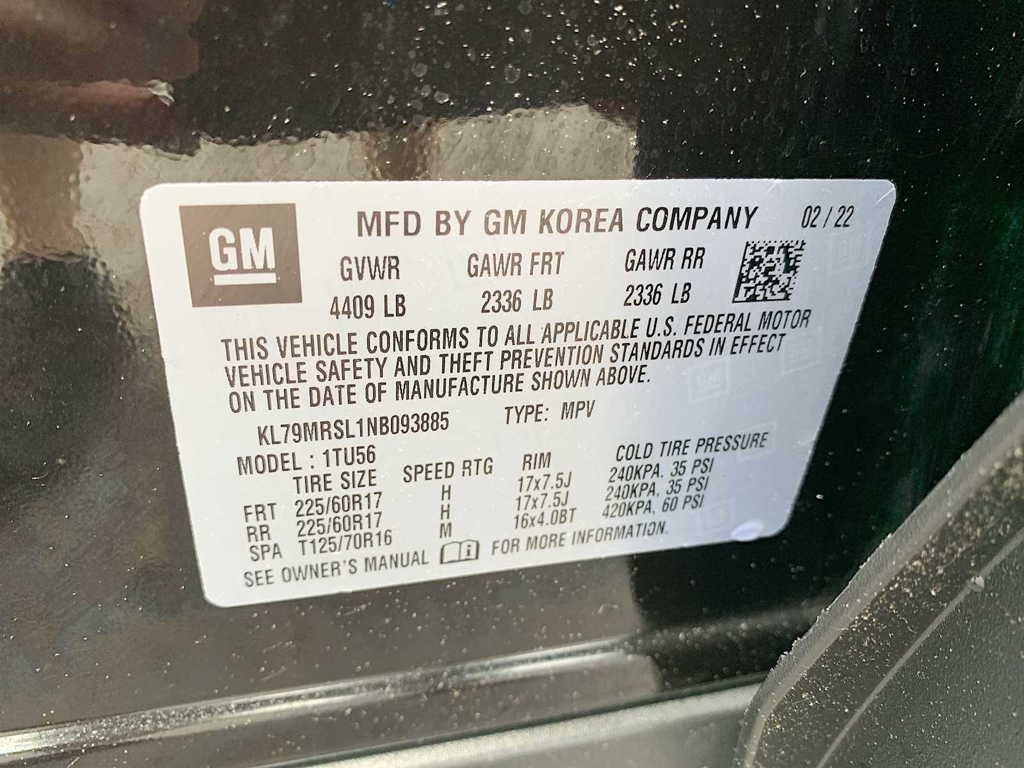 GM
MFD BY GM KOREA COMPANY 02 / 22
GVWR GAWR FRT GAWR RR
4409 LB 2336 LB 2336 LB
THIS VEHICLE CONFORMS TO ALL APPLICABLE U.S. FEDERAL MOTOR
VEHICLE SAFETY AND THEFT PREVENTION STANDARDS IN EFFECT
ON THE DATE OF MANUFACTURE SHOWN ABOVE.
KL79MRSL1NB093885 TYPE: MPV
MODEL : 1TU56
TIRE SIZE SPEED RTG RIM COLD TIRE PRESSURE
FRT 225/60R17 H 17x7.5J 240KPA, 35 PSI
RR 225/60R17 H 17x7.5J 240KPA, 35 PSI
SPA T125/70R16 M 16x4.0BT 420KPA, 60 PSI
SEE OWNER'S MANUAL FOR MORE INFORMATION.